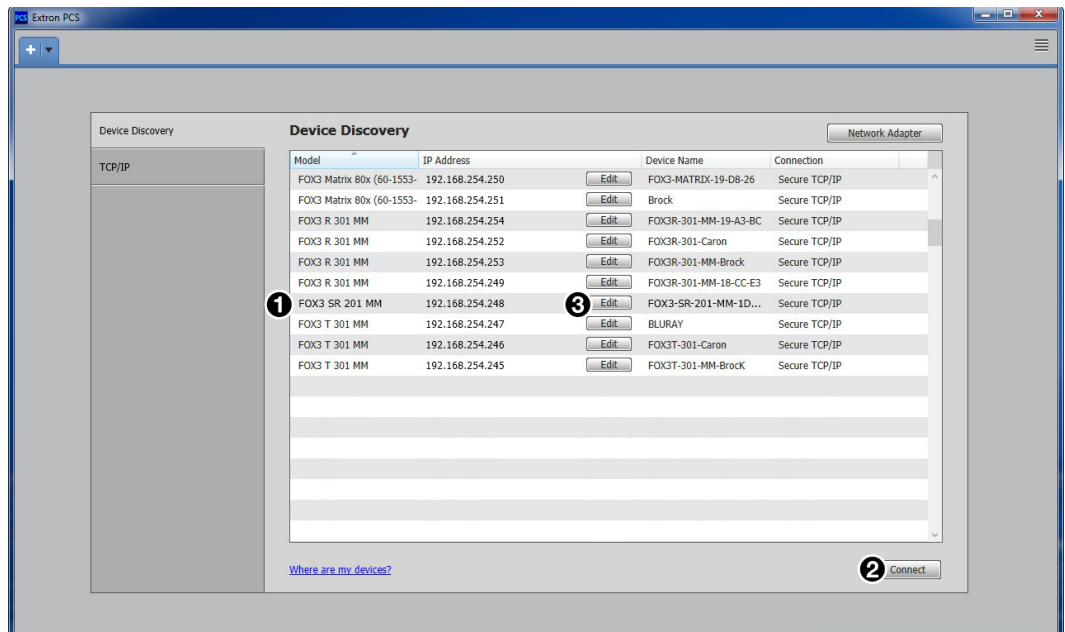 PCS Extron PCS
+
Device Discovery
TCP/IP
Device Discovery
Network Adapter
Model IP Address Device Name Connection
FOX3 Matrix 80x (60-1553- 192.168.254.250 Edit FOX3-MATRIX-19-D8-26 Secure TCP/IP
FOX3 Matrix 80x (60-1553- 192.168.254.251 Edit Brock Secure TCP/IP
FOX3 R 301 MM 192.168.254.254 Edit FOX3R-301-MM-19-A3-BC Secure TCP/IP
FOX3 R 301 MM 192.168.254.252 Edit FOX3R-301-Caron Secure TCP/IP
FOX3 R 301 MM 192.168.254.253 Edit FOX3R-301-MM-Brock Secure TCP/IP
FOX3 R 301 MM 192.168.254.249 Edit FOX3R-301-MM-18-CC-E3 Secure TCP/IP
1 FOX3 SR 201 MM 192.168.254.248 3 Edit FOX3-SR-201-MM-1D... Secure TCP/IP
FOX3 T 301 MM 192.168.254.247 Edit BLURAY Secure TCP/IP
FOX3 T 301 MM 192.168.254.246 Edit FOX3T-301-Caron Secure TCP/IP
FOX3 T 301 MM 192.168.254.245 Edit FOX3T-301-MM-BrocK Secure TCP/IP
Where are my devices? 2 Connect